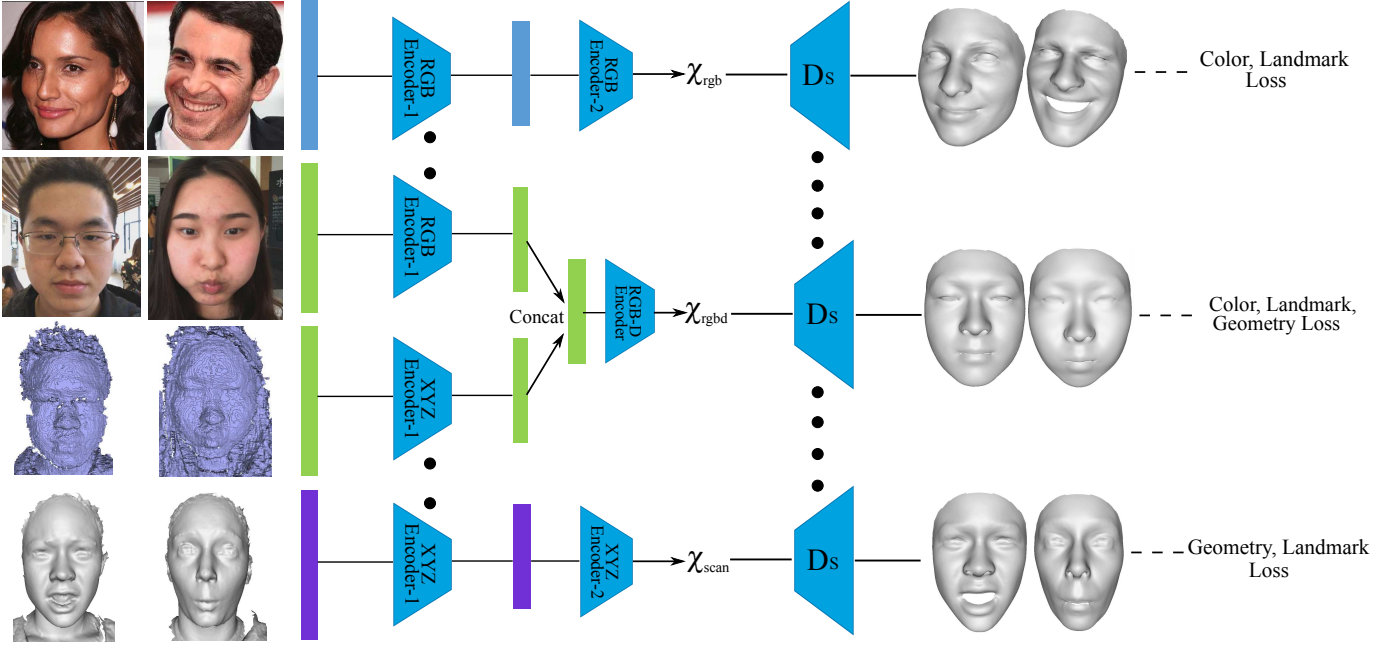 RGB
Encoder-1
RGB
Encoder-2
χrgb
Ds
Color, Landmark
Loss
RGB
Encoder-1
Concat
RGB-D
Encoder
χrgbd
Ds
Color, Landmark,
Geometry Loss
XYZ
Encoder-1
XYZ
Encoder-1
XYZ
Encoder-2
χscan
Ds
Geometry, Landmark
Loss